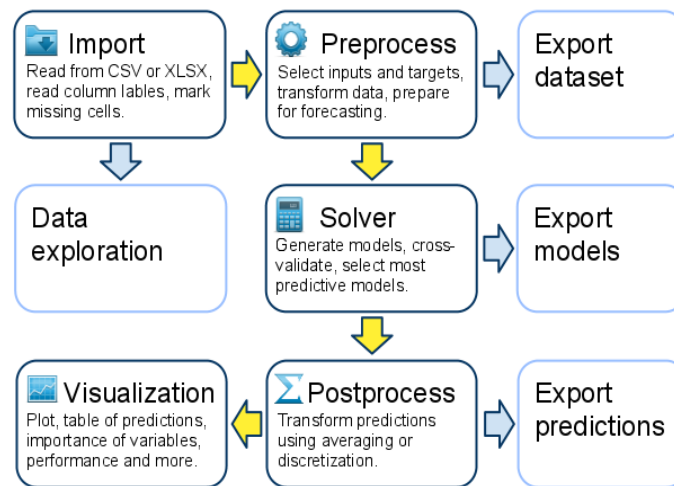 Import
Read from CSV or XLSX,
read column lables, mark
missing cells.
Preprocess
Select inputs and targets,
transform data, prepare
for forecasting.
Export
dataset
Data
exploration
Solver
Generate models, cross-
validate, select most
predictive models.
Export
models
Visualization
Plot, table of predictions,
importance of variables,
performance and more.
Postprocess
Transform predictions
using averaging or
discretization.
Export
predictions